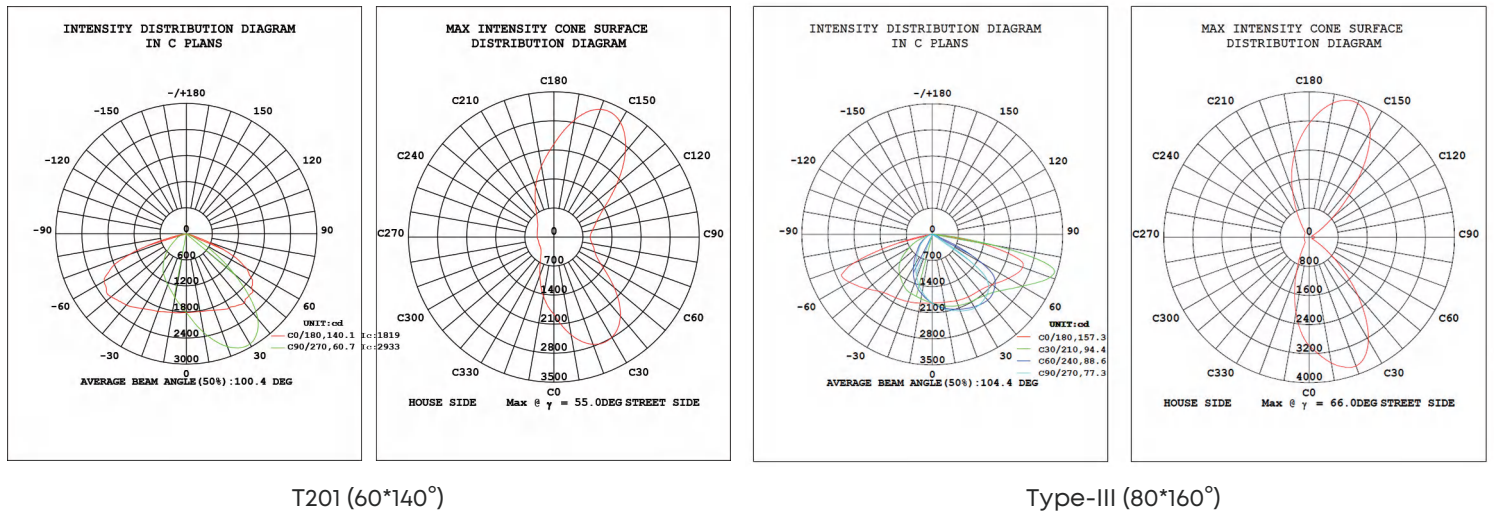 INTENSITY DISTRIBUTION DIAGRAM
IN C PLANS
-/+180
-150
150
-120
120
-90
90
-60
60
-30
30
0
0
600
1200
1800
2400
3000
UNIT:cd
C0/180,140.1 Ic:1819
C90/270,60.7 Ic:2933
AVERAGE BEAM ANGLE(50%):100.4 DEG
MAX INTENSITY CONE SURFACE
DISTRIBUTION DIAGRAM
C180
C210
C150
C240
C120
C270
C90
C300
C60
C330
C30
C0
0
700
1400
2100
2800
3500
HOUSE SIDE Max @ γ = 55.0DEG STREET SIDE
INTENSITY DISTRIBUTION DIAGRAM
IN C PLANS
-/+180
-150
150
-120
120
-90
90
-60
60
-30
30
0
0
700
1400
2100
2800
3500
UNIT:cd
C0/180,157.3
C30/210,94.4
C60/240,88.6
C90/270,77.3
AVERAGE BEAM ANGLE(50%):104.4 DEG
MAX INTENSITY CONE SURFACE
DISTRIBUTION DIAGRAM
C180
C210
C150
C240
C120
C270
C90
C300
C60
C330
C30
C0
0
800
1600
2400
3200
4000
HOUSE SIDE Max @ γ = 66.0DEG STREET SIDE
T201 (60*140°)
Type-III (80*160°)